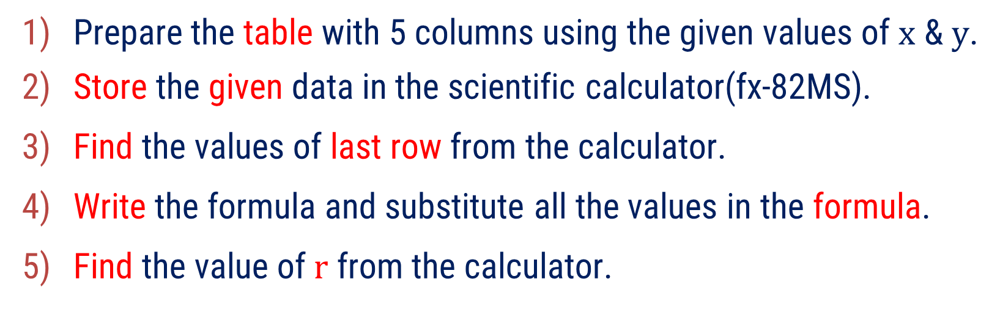 1) Prepare the table with 5 columns using the given values of x & y.
2) Store the given data in the scientific calculator(fx-82MS).
3) Find the values of last row from the calculator.
4) Write the formula and substitute all the values in the formula.
5) Find the value of r from the calculator.